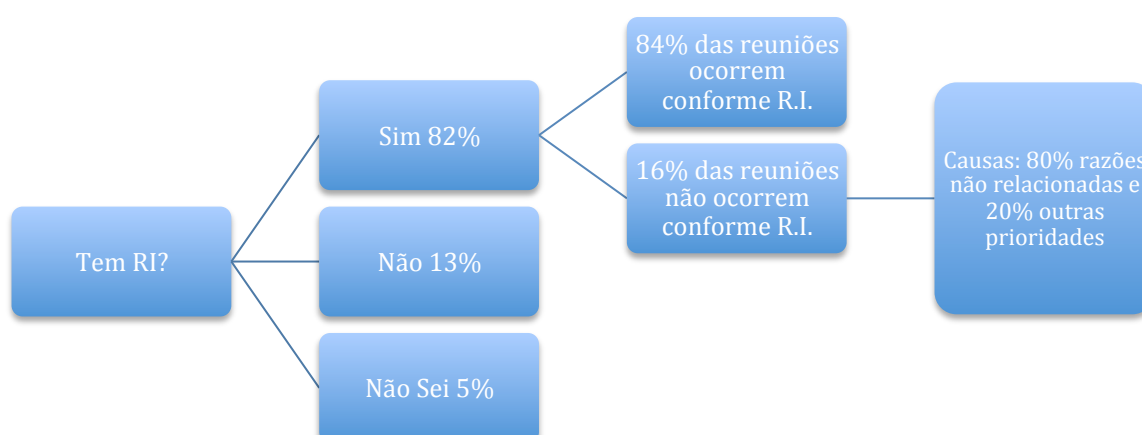 Tem RI?
Sim 82%
Não 13%
Não Sei 5%
84% das reuniões
ocorrem
conforme R.I.
16% das reuniões
não ocorrem
conforme R.I.
Causas: 80% razões
não relacionadas e
20% outras
prioridades